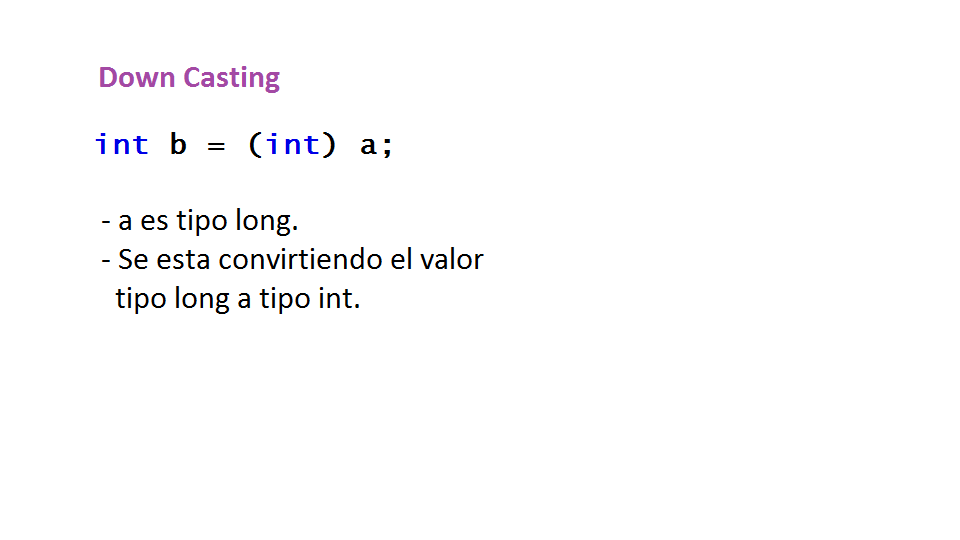 Down Casting
int b = (int) a;
- a es tipo long.
- Se esta convirtiendo el valor
tipo long a tipo int.